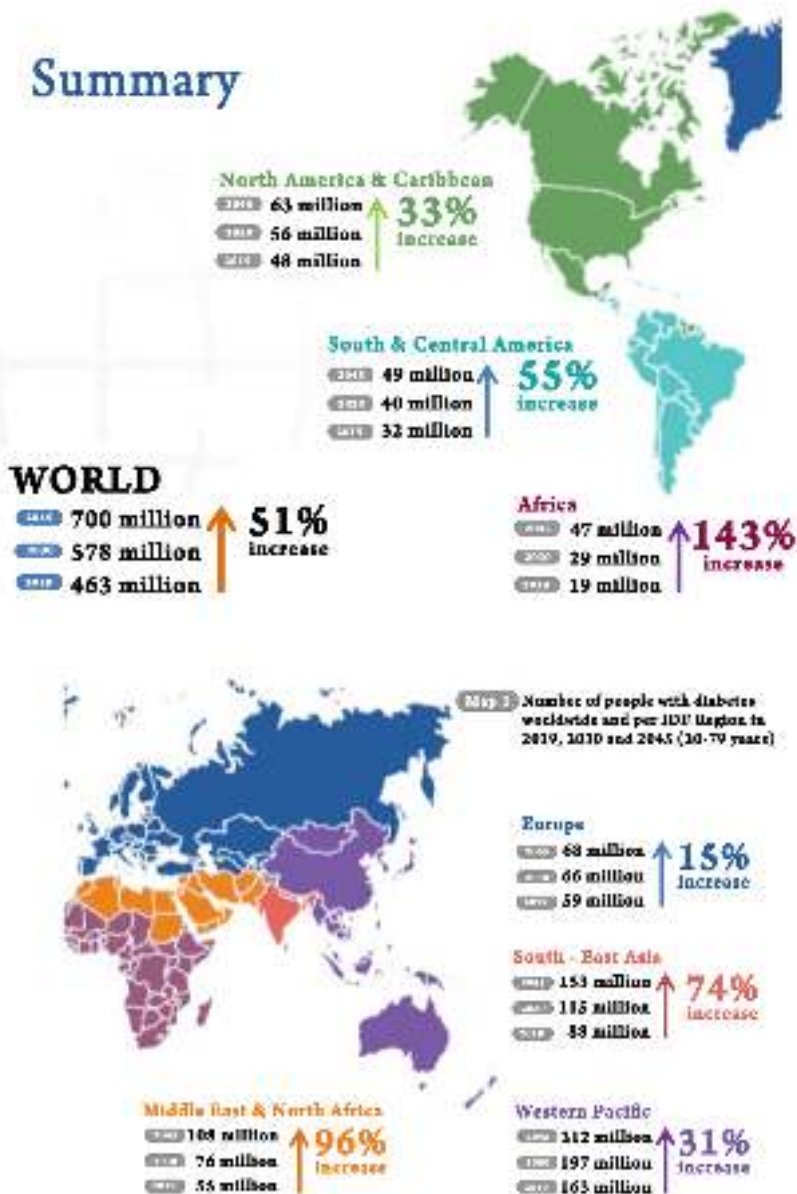 Summary
North America & Caribbean
63 million
56 million
48 million
33%
increase
South & Central America
49 million
40 million
32 million
55%
increase
WORLD
700 million
578 million
463 million
51%
increase
Africa
47 million
29 million
19 million
143%
increase
Map
Number of people with diabetes
worldwide and per IDF Region in
2019, 2030 and 2045 (20-79 years)
Europe
68 million
66 million
59 million
15%
increase
South - East Asia
153 million
115 million
88 million
74%
increase
Middle East & North Africa
108 million
76 million
55 million
96%
increase
Western Pacific
212 million
197 million
163 million
31%
increase